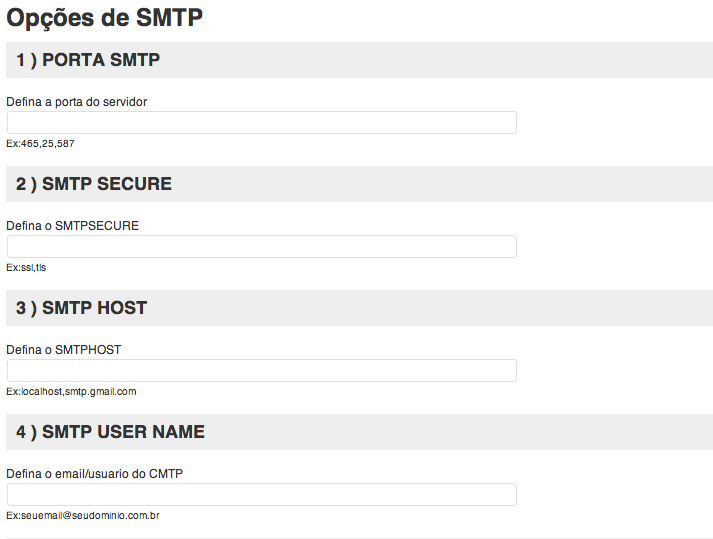 Opções de SMTP
1 ) PORTA SMTP
Defina a porta do servidor
Ex:465,25,587
2 ) SMTP SECURE
Defina o SMTPSECURE
Ex:ssl,tls
3 ) SMTP HOST
Defina o SMTPHOST
Ex:localhost,smtp.gmail.com
4 ) SMTP USER NAME
Defina o email/usuario do CMTP
Ex:seuemail@seudominio.com.br